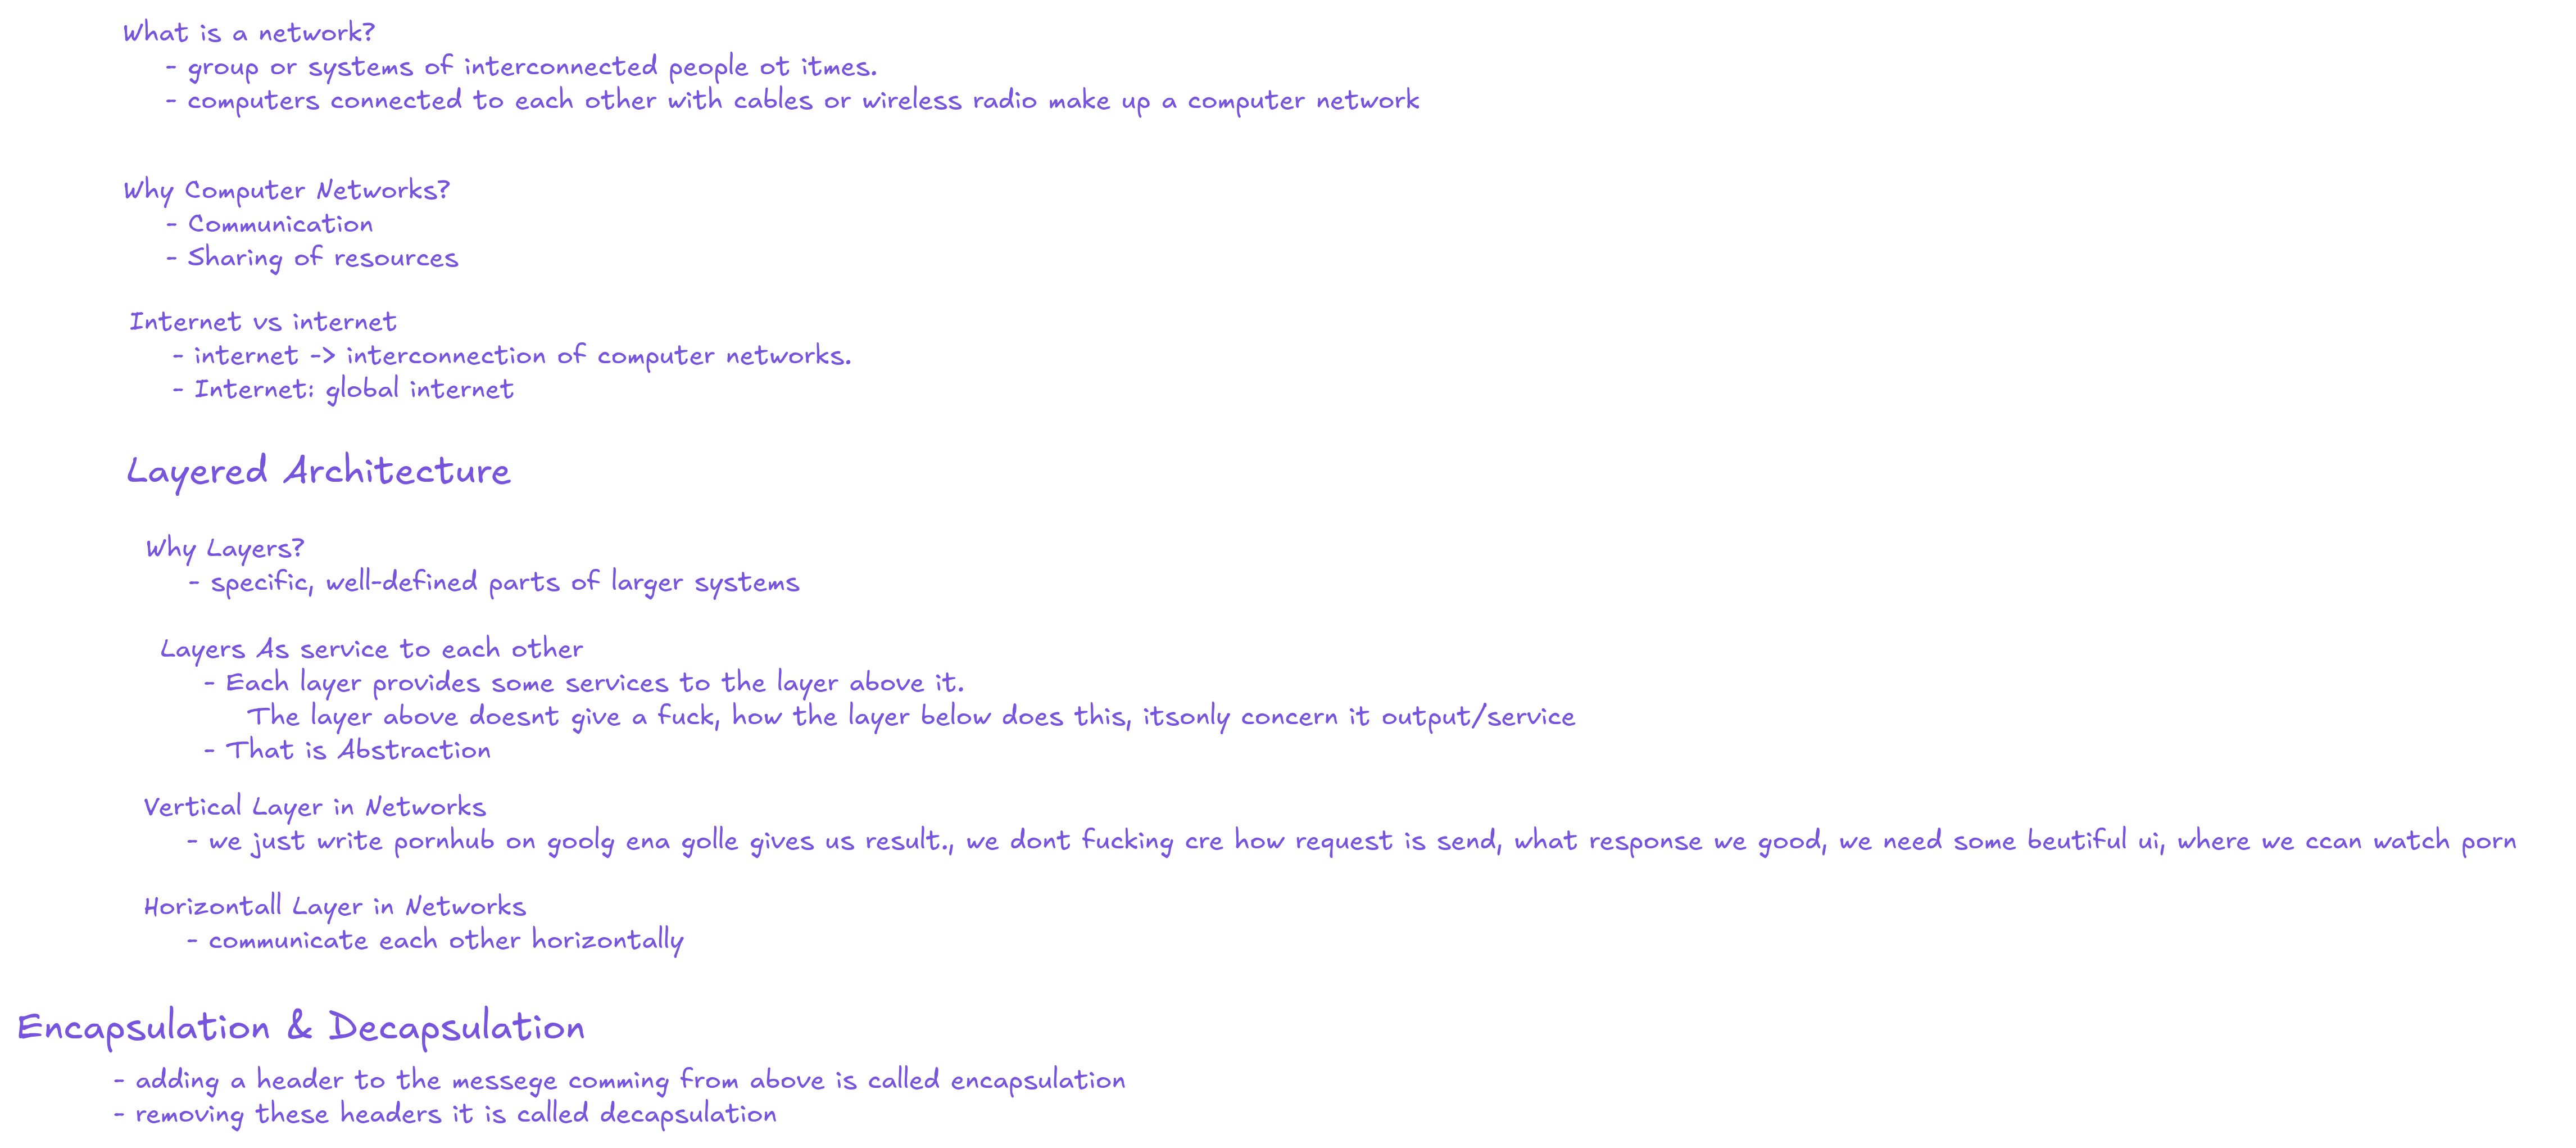 What is a network?
- group or systems of interconnected people ot itmes.
- computers connected to each other with cables or wireless radio make up a computer network
Why Computer Networks?
- Communication
- Sharing of resources
Internet vs internet
- internet -> interconnection of computer networks.
- Internet: global internet
Layered Architecture
Why Layers?
- specific, well-defined parts of larger systems
Layers As service to each other
- Each layer provides some services to the layer above it.
The layer above doesnt give a fuck, how the layer below does this, itsonly concern it output/service
- That is Abstraction
Vertical Layer in Networks
- we just write pornhub on goolg ena golle gives us result., we dont fucking cre how request is send, what response we good, we need some beutiful ui, where we ccan watch porn
Horizontall Layer in Networks
- communicate each other horizontally
Encapsulation & Decapsulation
- adding a header to the messege comming from above is called encapsulation
- removing these headers it is called decapsulation